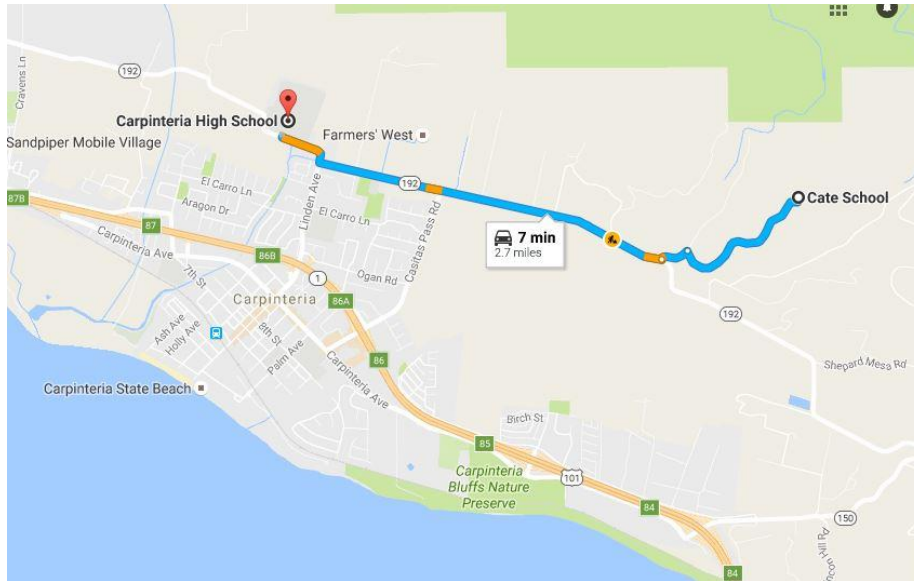 192
Cravens Ln
Carpinteria High School
Farmers' West
Sandpiper Mobile Village
El Carro Ln
Linden Ave
192
Cate School
87B
Aragon Dr
El Carro Ln
Casitas Pass Rd
87
Carpinteria Ave
7 min
2.7 miles
86B
7th St
1
Ogan Rd
Carpinteria
86A
192
Ash Ave
Holly Ave
8th St
Palm Ave
86
Shepard Mesa Rd
Carpinteria State Beach
Carpinteria Ave
Birch St
85
Carpinteria
Bluffs Nature
Preserve
101
84
150
Rincon Hill Rd
84